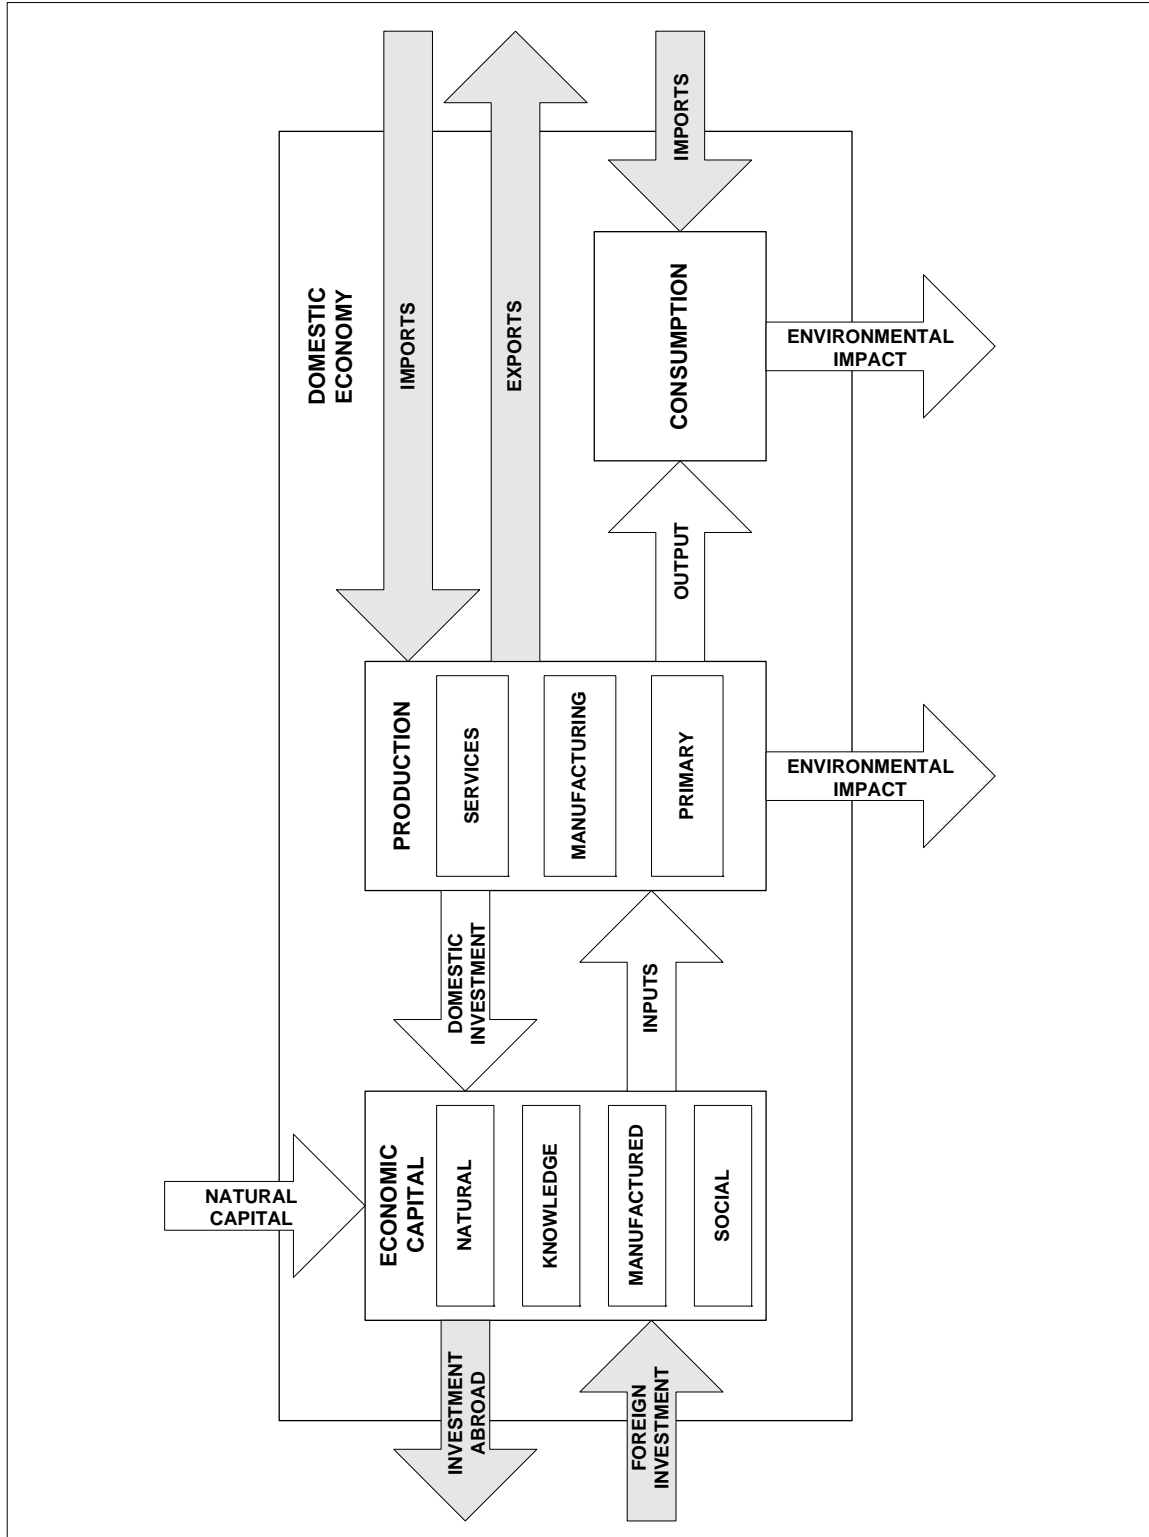 IMPORTS
EXPORTS
IMPORTS
DOMESTIC
ECONOMY
CONSUMPTION
ENVIRONMENTAL
IMPACT
OUTPUT
PRODUCTION
SERVICES
MANUFACTURING
PRIMARY
ENVIRONMENTAL
IMPACT
DOMESTIC
INVESTMENT
INPUTS
NATURAL
CAPITAL
ECONOMIC
CAPITAL
NATURAL
KNOWLEDGE
MANUFACTURED
SOCIAL
INVESTMENT
ABROAD
FOREIGN
INVESTMENT